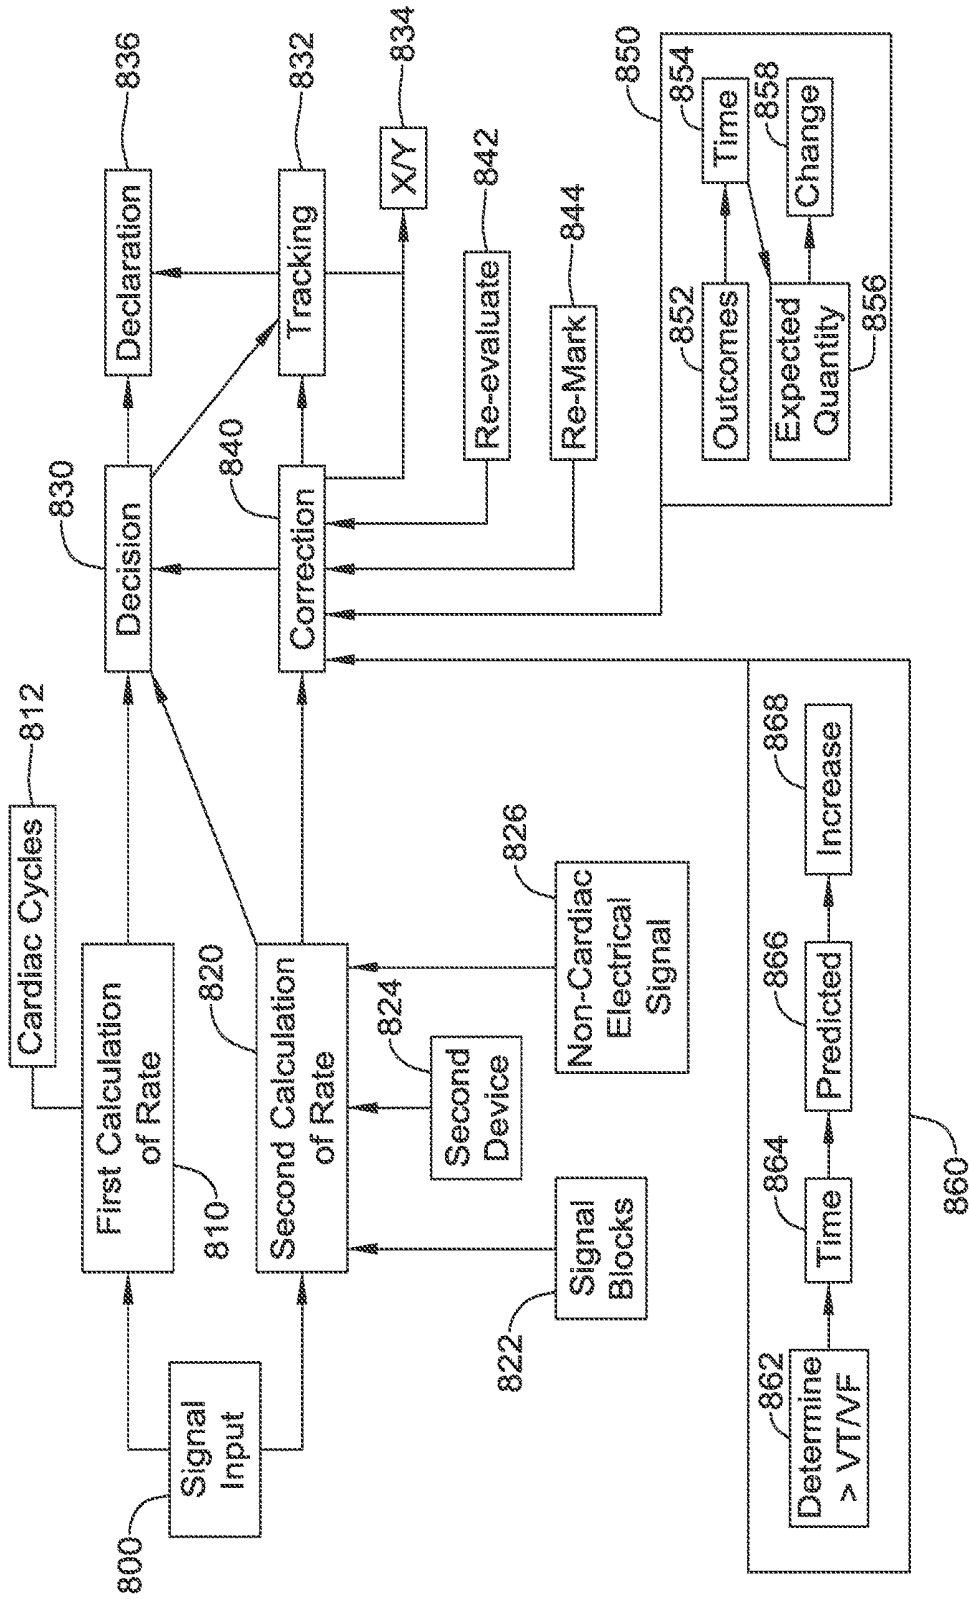 812
Cardiac Cycles
830
836
First Calculation
of Rate
Decision
Declaration
810
820
840
832
800
Signal
Input
Second Calculation
of Rate
Correction
Tracking
834
X/Y
824
Second
Device
826
842
Re-evaluate
822
Signal
Blocks
Non-Cardiac
Electrical
Signal
844
Re-Mark
850
852
Outcomes
854
Time
856
Expected
Quantity
858
Change
862
Determine
> VT/VF
864
Time
866
Predicted
868
Increase
860